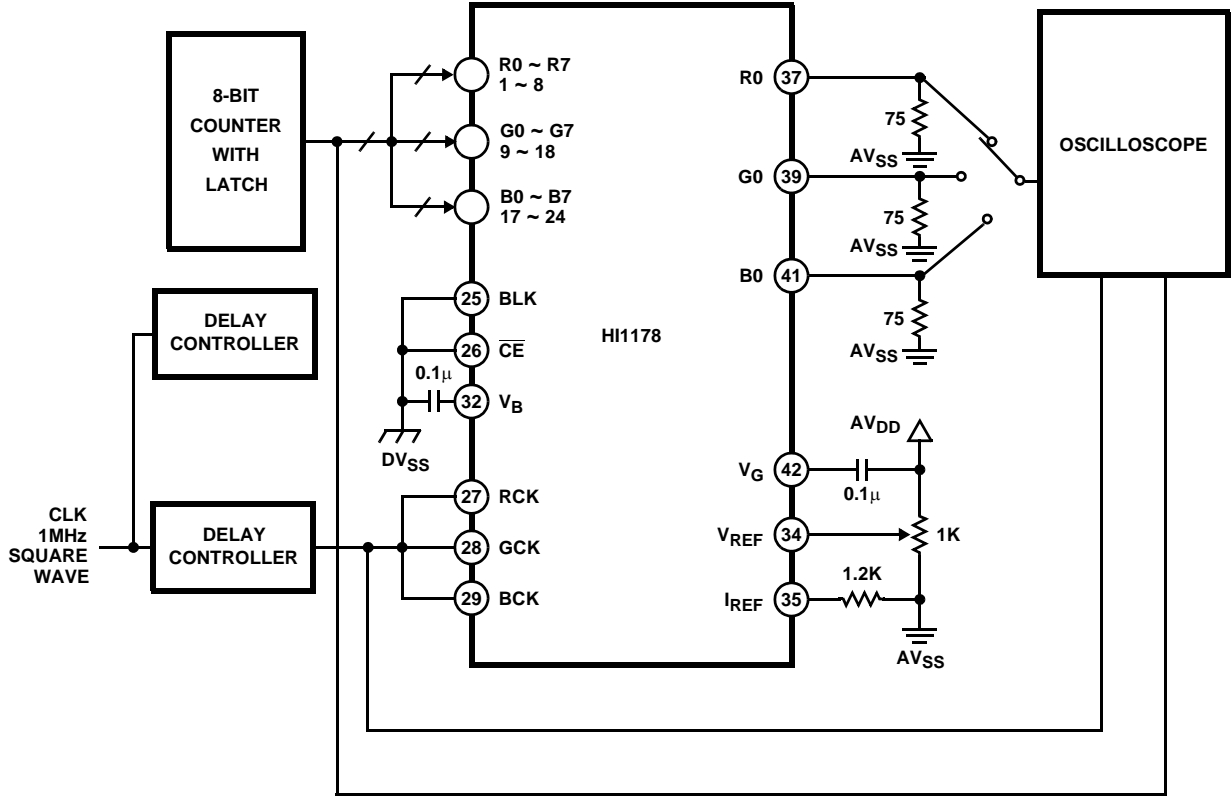 8-BIT
COUNTER
WITH
LATCH
R0 ~ R7
1 ~ 8
G0 ~ G7
9 ~ 18
B0 ~ B7
17 ~ 24
DELAY
CONTROLLER
25 BLK
26 CE
0.1μ
32 VB
DVSS
CLK
1MHz
SQUARE
WAVE
DELAY
CONTROLLER
27 RCK
28 GCK
29 BCK
HI1178
R0 37
75
AVSS
G0 39
75
AVSS
B0 41
75
AVSS
OSCILLOSCOPE
AVDD
VG 42
0.1μ
VREF 34
1K
1.2K
IREF 35
AVSS